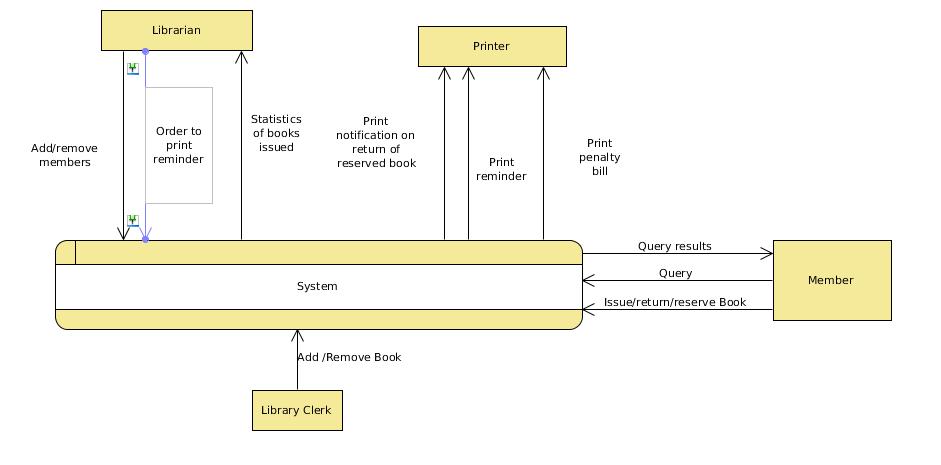 Librarian
Printer
Add/remove
members
Order to
print
reminder
Statistics
of books
issued
Print
notification on
return of
reserved book
Print
reminder
Print
penalty
bill
System
Query results
Query
Issue/return/reserve Book
Member
Add /Remove Book
Library Clerk